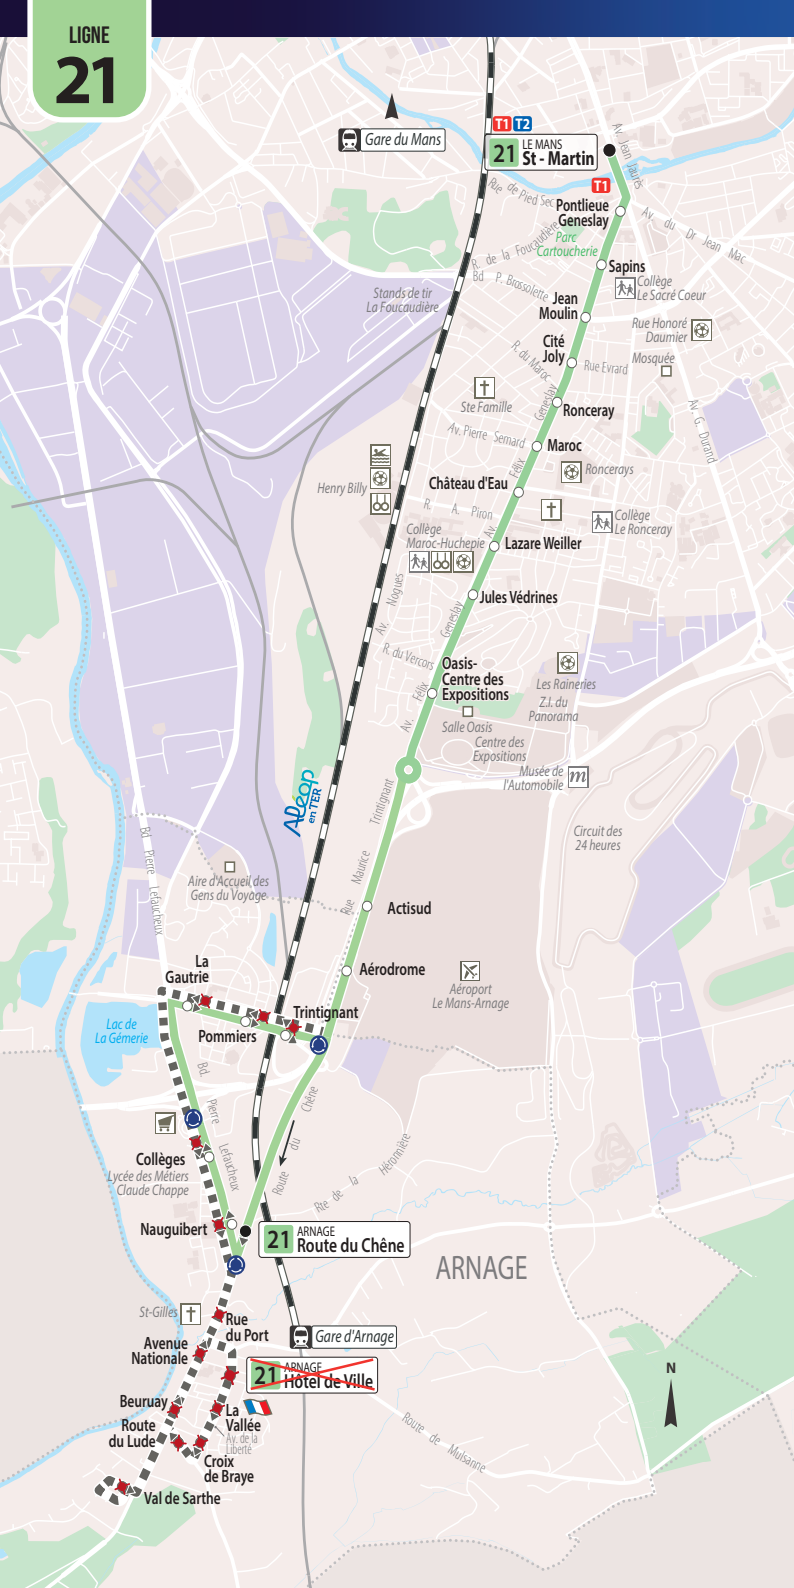 LIGNE
21
Gare du Mans
T1 T2
21 LE MANS
St - Martin
T1
Av. Jean Jaurès
Rue de Pied Sec
Pontlieue
Geneslay
Av. du Dr Jean Mac
Parc
Cartoucherie
R. de la Foucaudière
Bd P. Brossolette
Sapins
Collège
Le Sacré Coeur
Stands de tir
La Foucaudière
Jean
Moulin
Rue Honoré
Daumier
Cité
Joly
R. du Maroc
Rue Evrard
Mosquée
Geneslay
Ste Famille
Ronceray
Av. G. Durand
Av. Pierre Semard
Maroc
Félix
Roncerays
Henry Billy
Château d'Eau
R. A. Piron
Collège
Le Ronceray
Av.
Collège
Maroc-Huchepie
Lazare Weiller
Av. Nogues
Jules Védrines
Geneslay
R. du Vercors
Oasis-
Centre des
Expositions
Av. Félix
Les Raineries
Z.I. du
Panorama
Salle Oasis
Centre des
Expositions
Musée de
l'Automobile
m
ADeop
en TER
Rue Maurice Trintignant
Circuit des
24 heures
Bd Pierre Lefaucheux
Aire d'Accueil des
Gens du Voyage
Actisud
La
Gautrie
Aérodrome
Aéroport
Le Mans-Arnage
Trintignant
Lac de
La Gémerie
Pommiers
Bd. Pierre Lefaucheux
Route du Chêne
Rte de la Héronnière
Collèges
Lycée des Métiers
Claude Chappe
Nauguibert
21 ARNAGE
Route du Chêne
ARNAGE
St-Gilles
Rue
du Port
Gare d'Arnage
Avenue
Nationale
21 ARNAGE
Hôtel de Ville
N
Beuruay
La
Vallée
Route
du Lude
Av. de la
Liberté
Route de Mulsanne
Croix
de Braye
Val de Sarthe